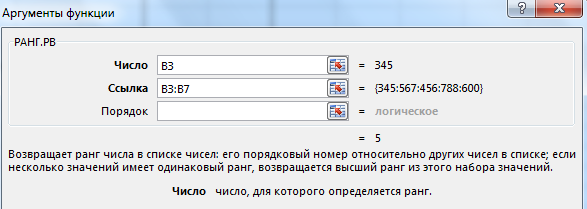 Аргументы функции
?
РАНГ.РВ
Число B3 = 345
Ссылка B3:B7 = {345:567:456:788:600}
Порядок = логическое
= 5
Возвращает ранг числа в списке чисел: его порядковый номер относительно других чисел в списке; если
несколько значений имеет одинаковый ранг, возвращается высший ранг из этого набора значений.
Число число, для которого определяется ранг.